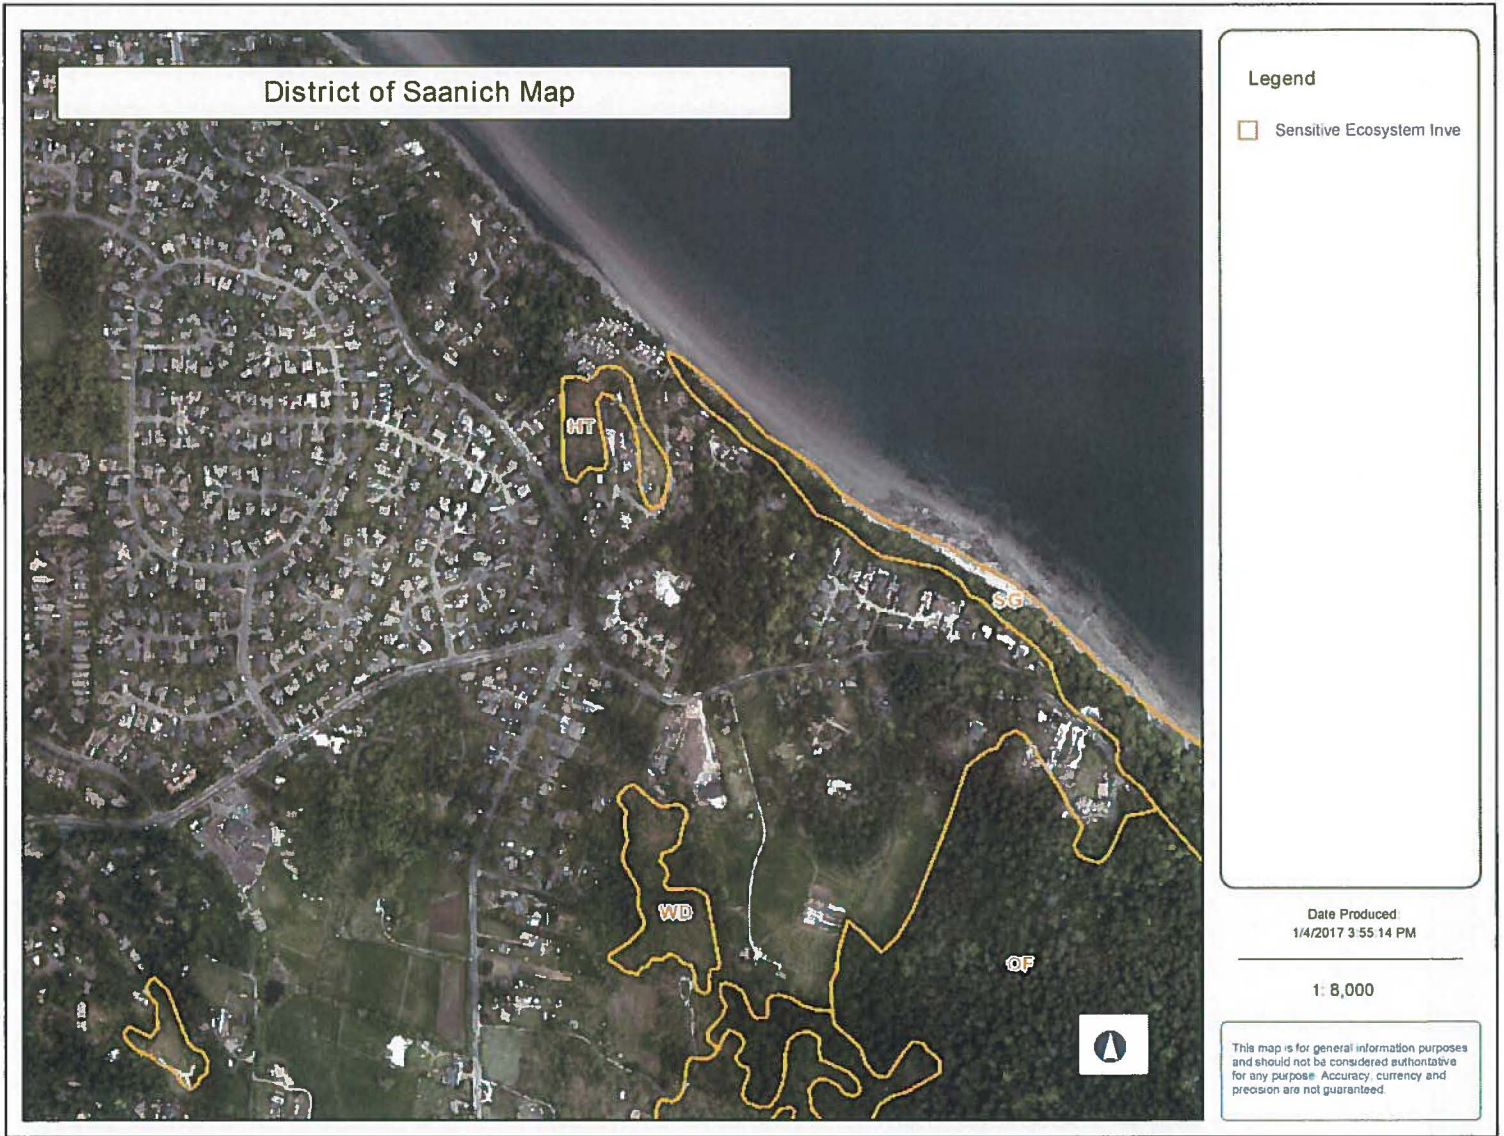 District of Saanich Map
Legend
Sensitive Ecosystem Inve
HT
SG
WD
OF
Date Produced:
1/4/2017 3:55:14 PM
1: 8,000
This map is for general information purposes
and should not be considered authoritative
for any purpose. Accuracy, currency and
precision are not guaranteed.